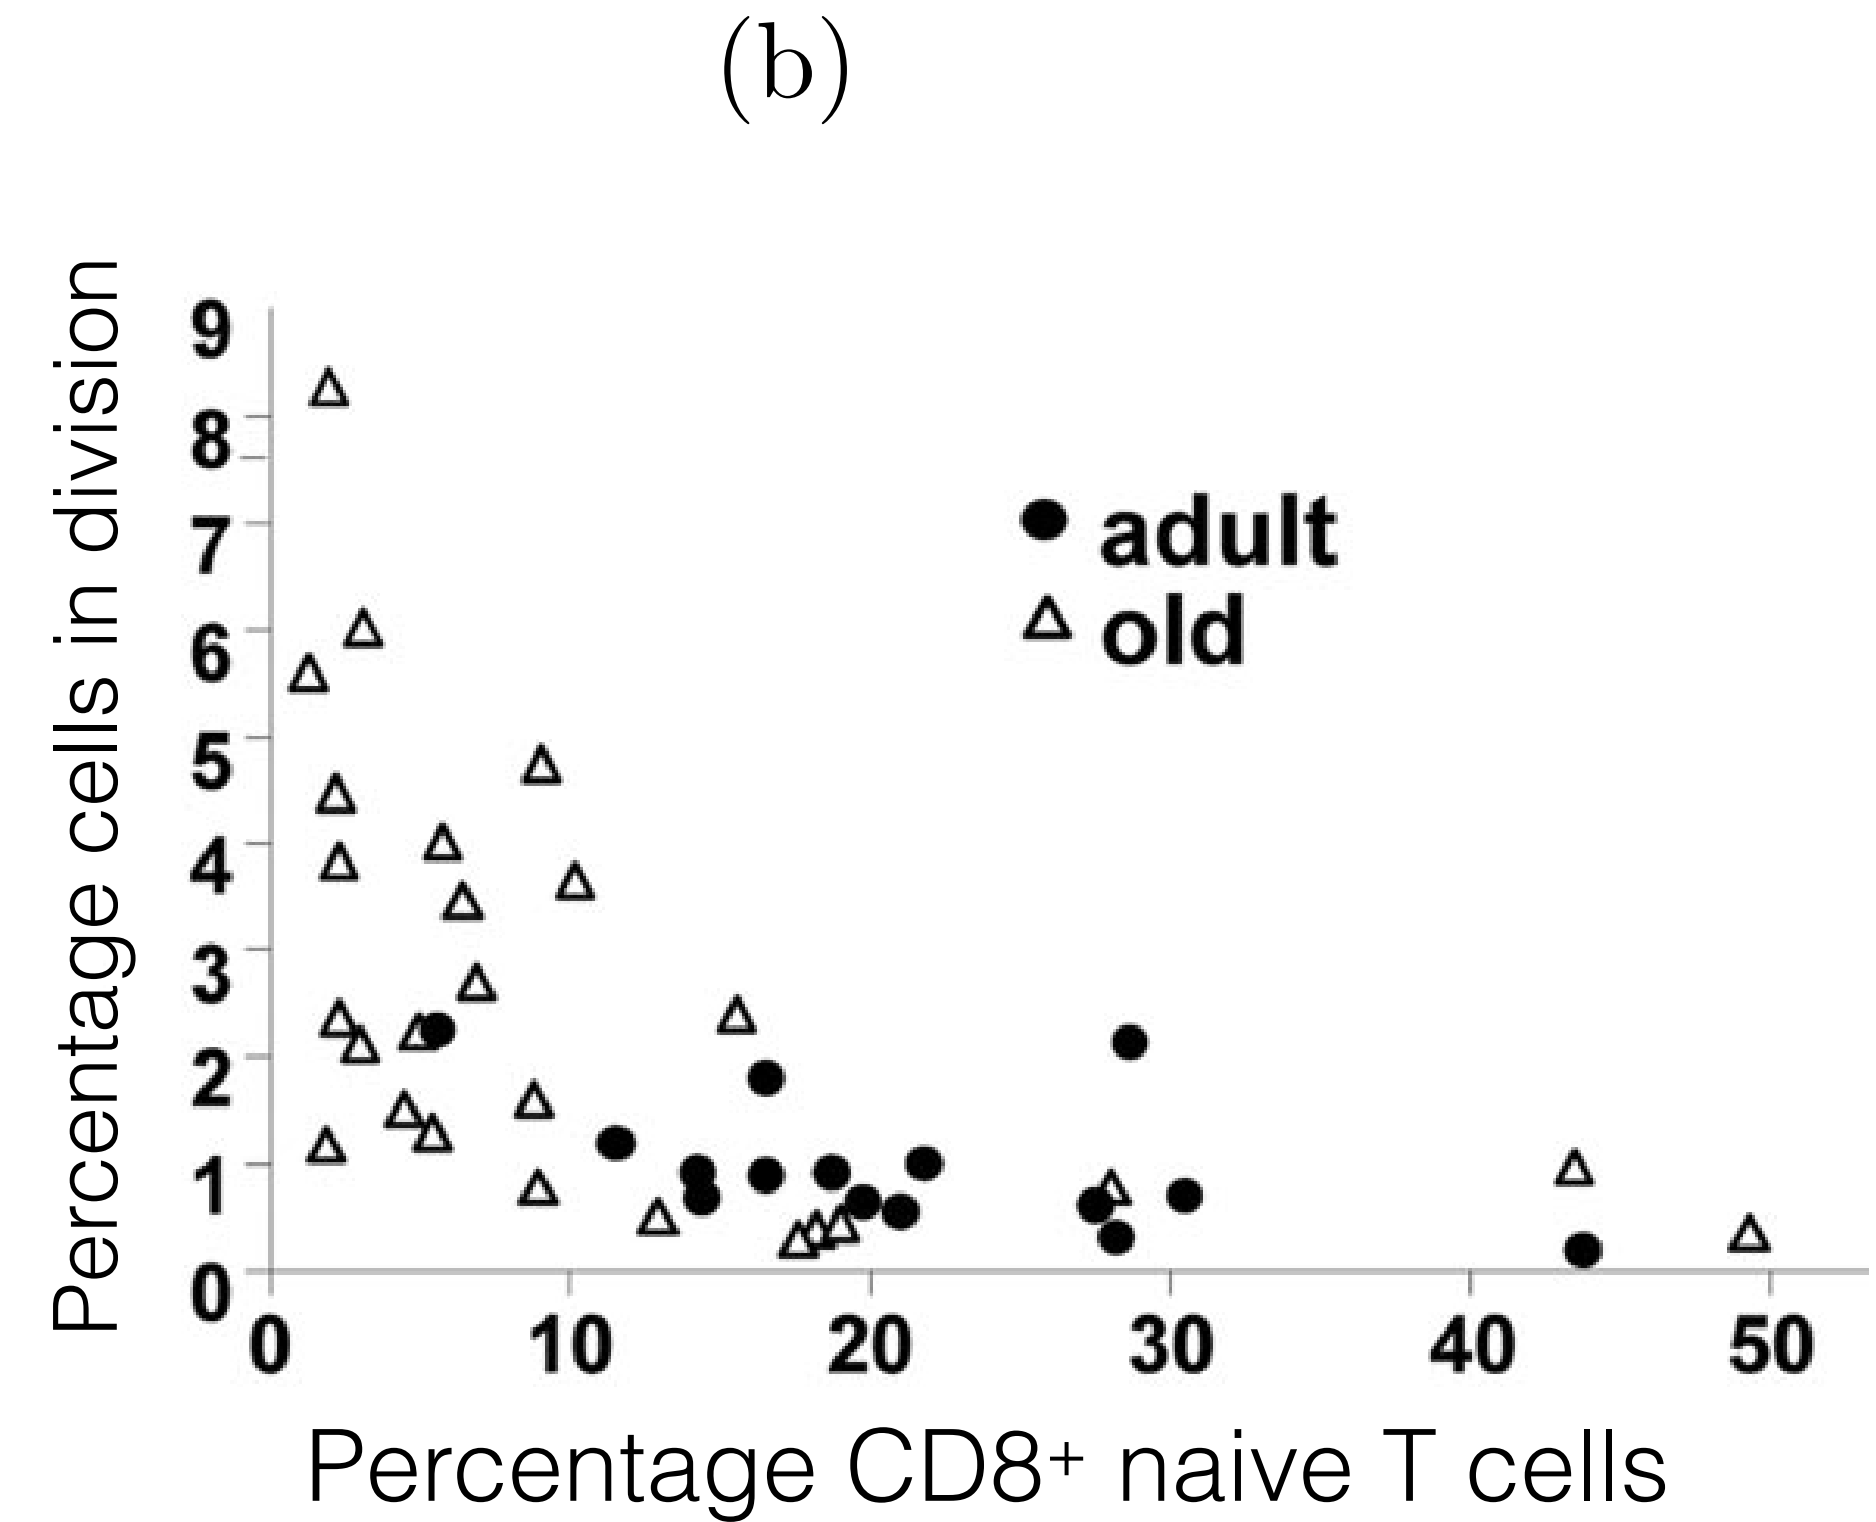 (b)
Percentage cells in division
9
8
7
6
5
4
3
2
1
0
adult
old
0 10 20 30 40 50
Percentage CD8⁺ naive T cells